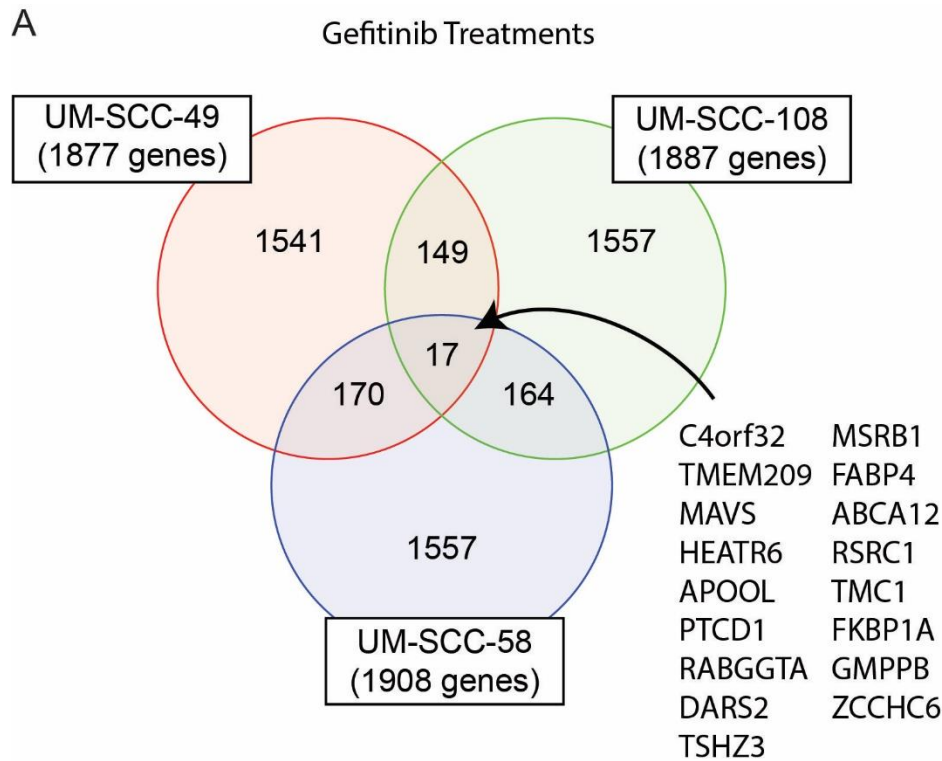 A
Gefitinib Treatments
UM-SCC-49
(1877 genes)
UM-SCC-108
(1887 genes)
1541
149
1557
17
170
164
1557
UM-SCC-58
(1908 genes)
C4orf32 MSRB1
TMEM209 FABP4
MAVS ABCA12
HEATR6 RSRC1
APOOL TMC1
PTCD1 FKBP1A
RABGGTA GMPPB
DARS2 ZCCHC6
TSHZ3